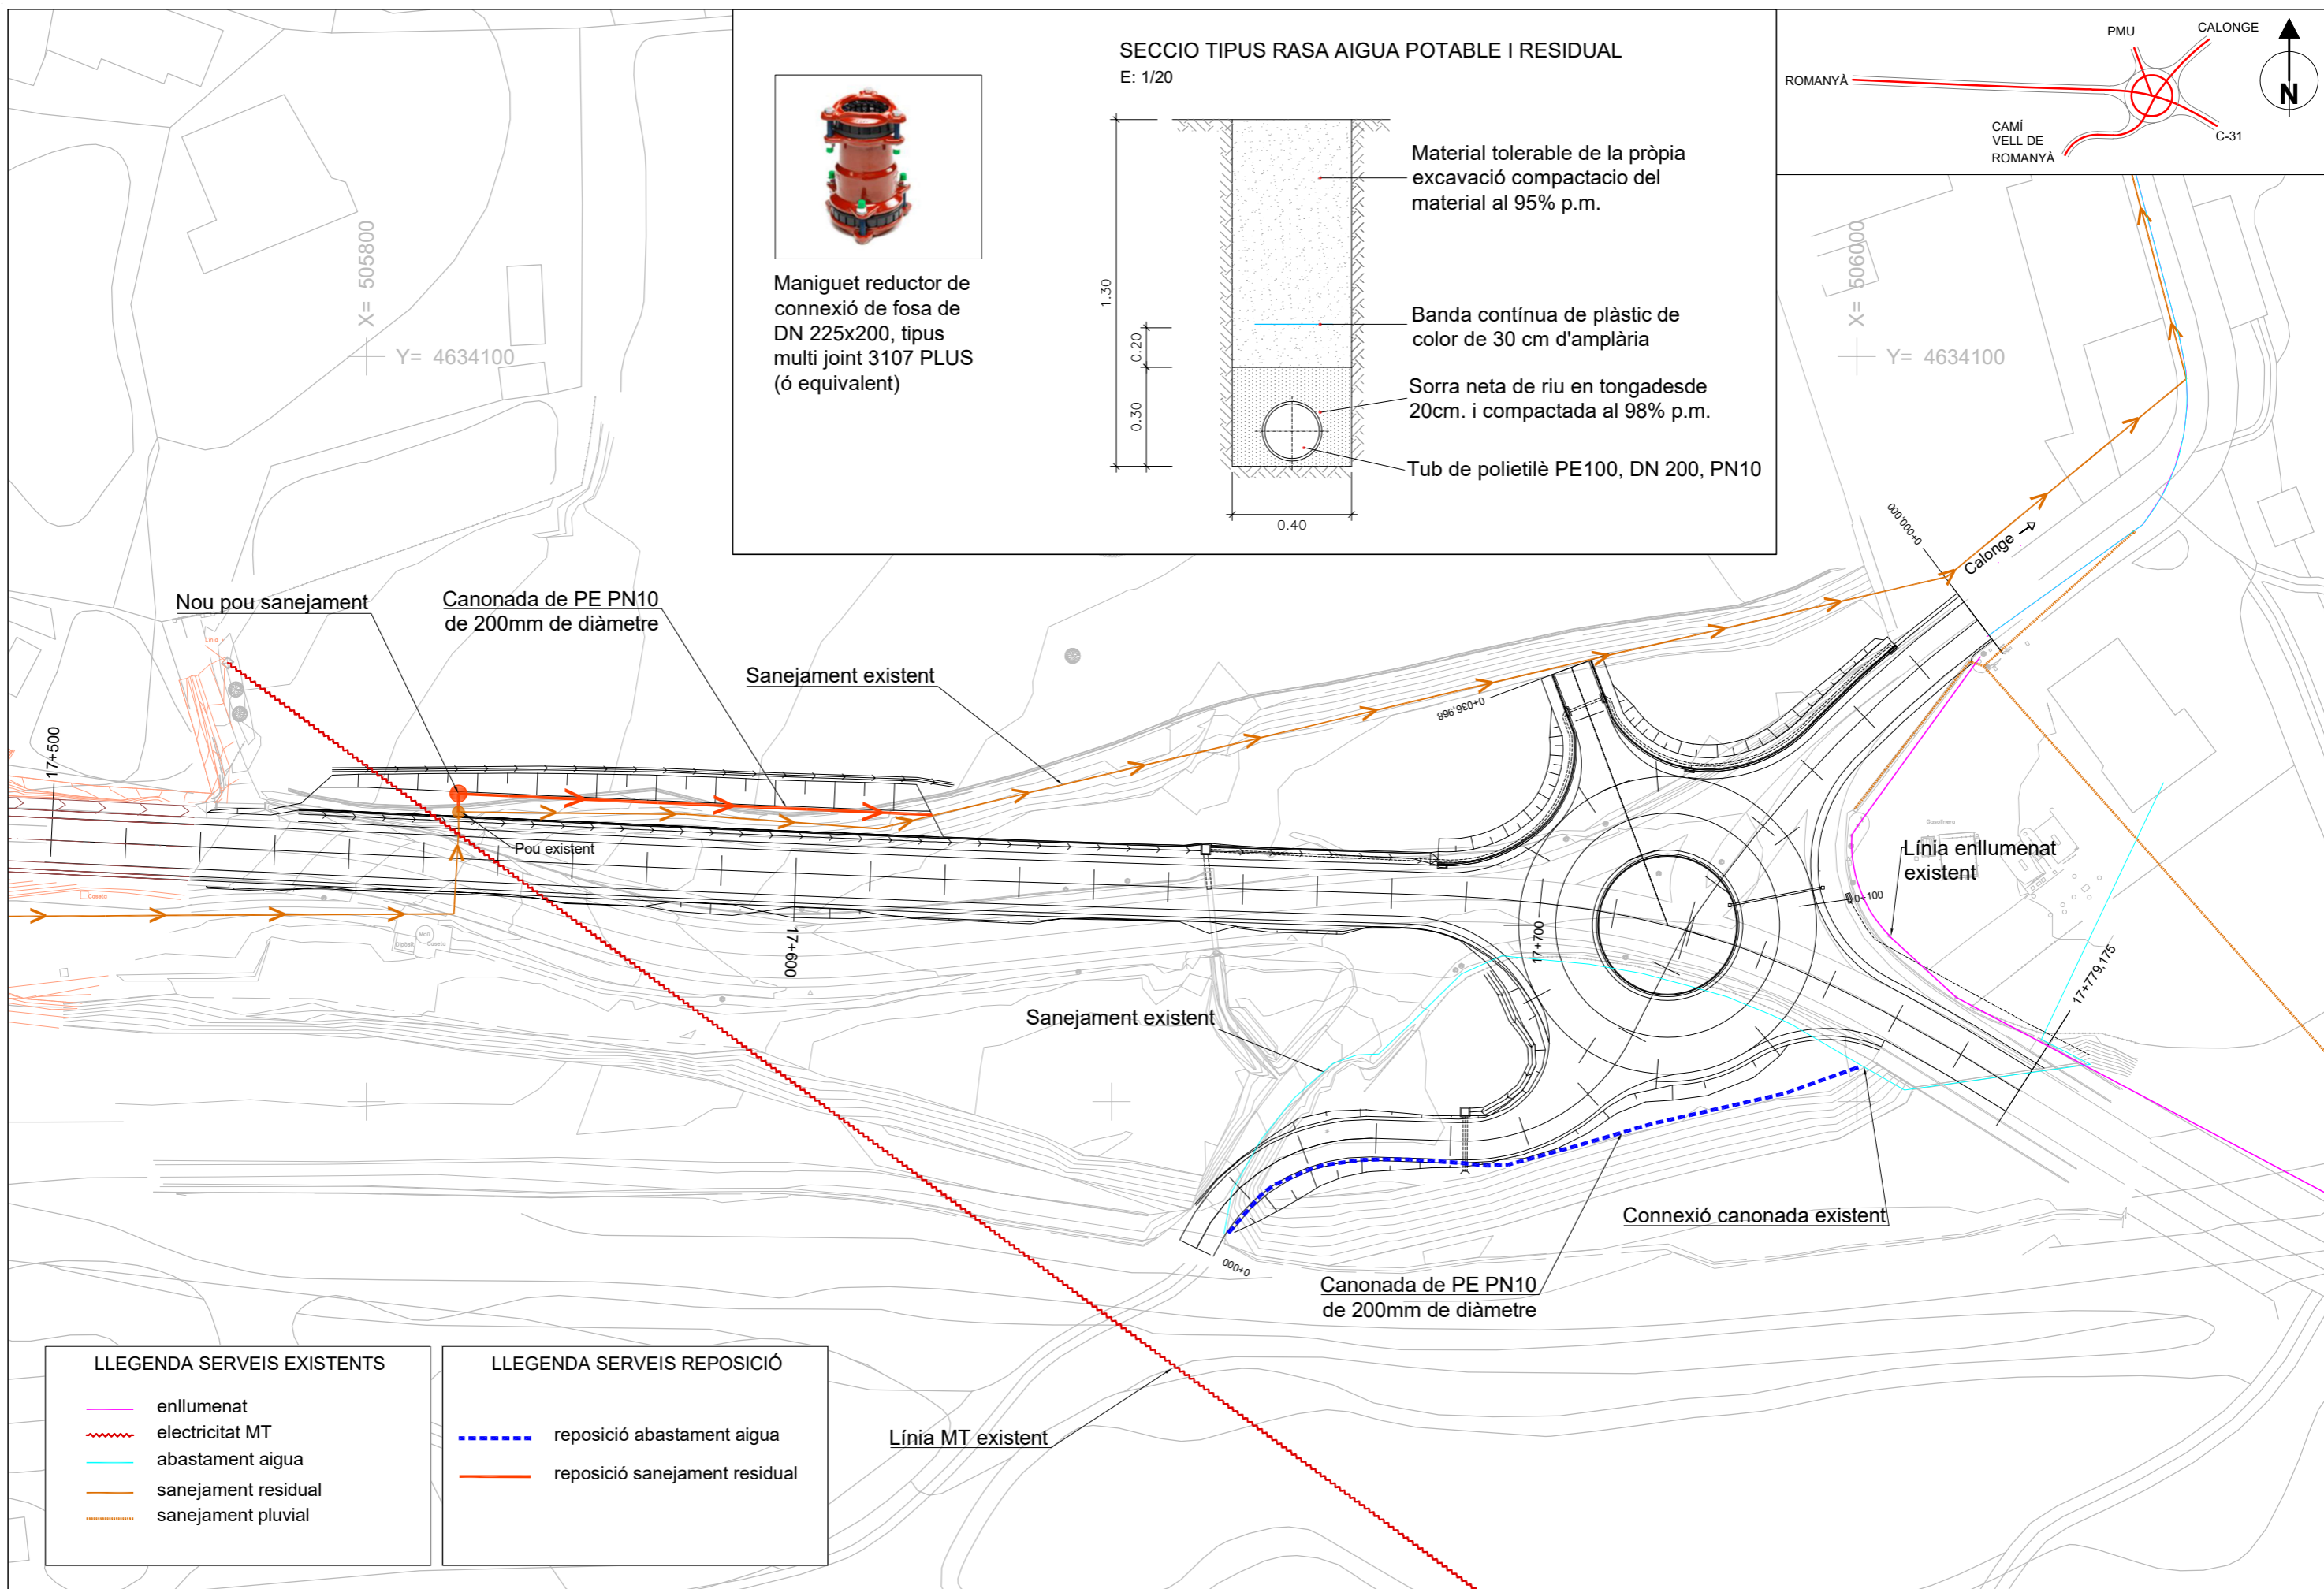 SECCIO TIPUS RASA AIGUA POTABLE I RESIDUAL
E: 1/20
Maniguet reductor de
connexió de fosa de
DN 225x200, tipus
multi joint 3107 PLUS
(ó equivalent)
Material tolerable de la pròpia
excavació compactacio del
material al 95% p.m.
Banda contínua de plàstic de
color de 30 cm d'amplària
Sorra neta de riu en tongadesde
20cm. i compactada al 98% p.m.
Tub de polietilè PE100, DN 200, PN10
1.30
0.20
0.30
0.40
PMU
CALONGE
ROMANYÀ
CAMÍ
VELL DE
ROMANYÀ
C-31
N
X= 505800
Y= 4634100
X= 506000
Y= 4634100
Nou pou sanejament
Canonada de PE PN10
de 200mm de diàmetre
Sanejament existent
0+000.000
Calonge
0+036.968
17+500
Pou existent
Caseta
Dipòsit
Molí
Caseta
17+600
17+700
Gasolinera
Línia enllumenat
existent
0+100
17+779.175
Sanejament existent
Connexió canonada existent
0+000
Canonada de PE PN10
de 200mm de diàmetre
Línia MT existent
LLEGENDA SERVEIS EXISTENTS
enllumenat
electricitat MT
abastament aigua
sanejament residual
sanejament pluvial
LLEGENDA SERVEIS REPOSICIÓ
reposició abastament aigua
reposició sanejament residual